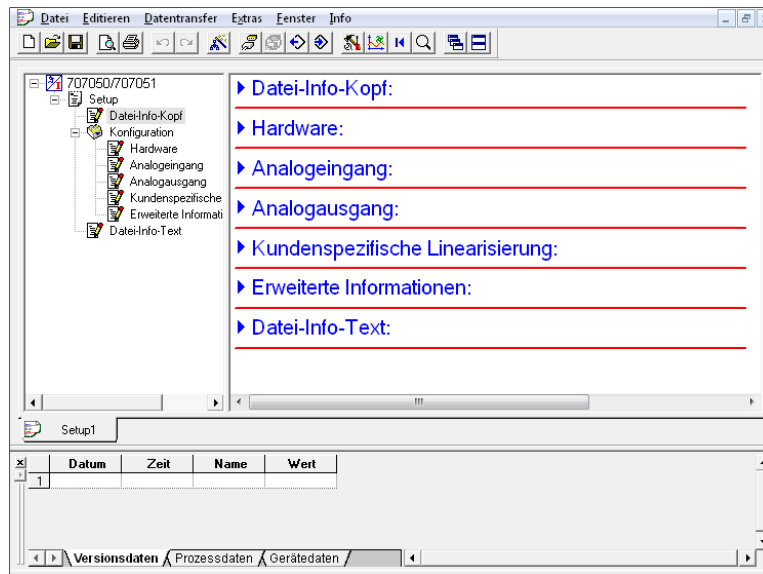 Datei Editieren Datentransfer Extras Fenster Info
707050/707051
Setup
Datei-Info-Kopf
Konfiguration
Hardware
Analogeingang
Analogausgang
Kundenspezifische
Erweiterte Informati
Datei-Info-Text
Datei-Info-Kopf:
Hardware:
Analogeingang:
Analogausgang:
Kundenspezifische Linearisierung:
Erweiterte Informationen:
Datei-Info-Text:
Setup1
Datum Zeit Name Wert
1
Versionsdaten Prozessdaten Gerätedaten